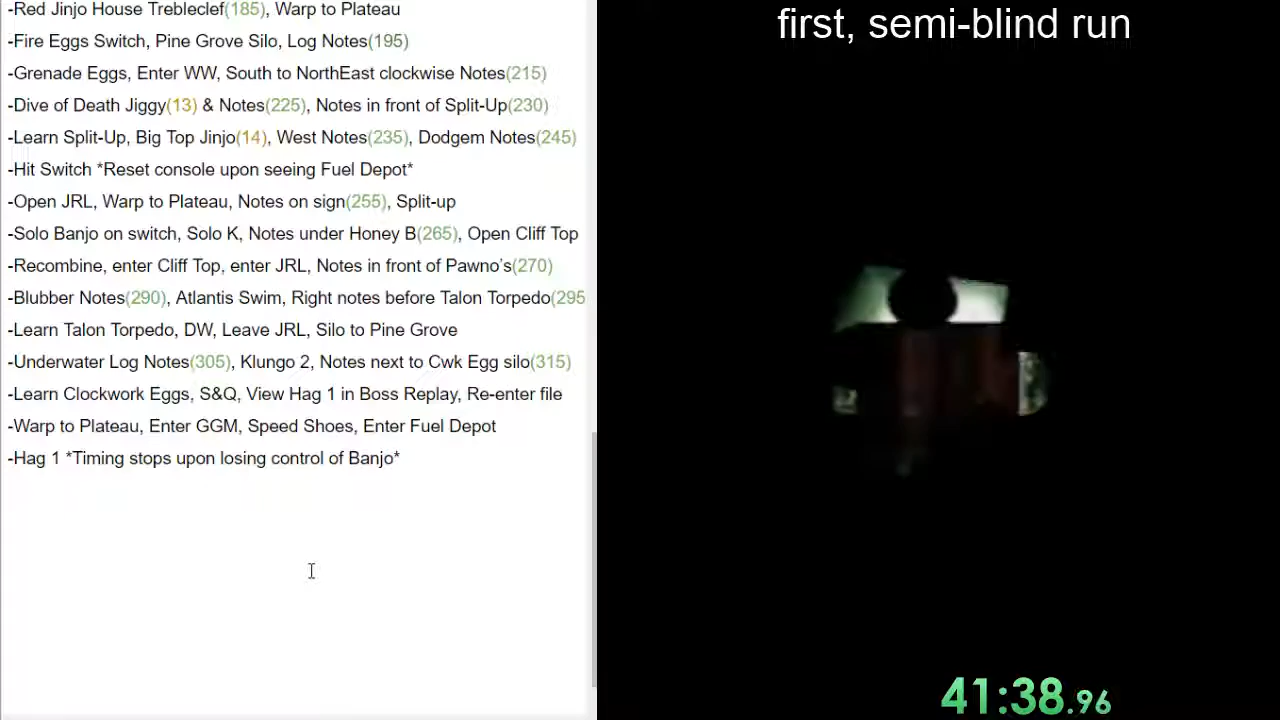 -Red Jinjo House Trebleclef(185), Warp to Plateau
-Fire Eggs Switch, Pine Grove Silo, Log Notes(195)
-Grenade Eggs, Enter WW, South to NorthEast clockwise Notes(215)
-Dive of Death Jiggy(13) & Notes(225), Notes in front of Split-Up(230)
-Learn Split-Up, Big Top Jinjo(14), West Notes(235), Dodgem Notes(245)
-Hit Switch *Reset console upon seeing Fuel Depot*
-Open JRL, Warp to Plateau, Notes on sign(255), Split-up
-Solo Banjo on switch, Solo K, Notes under Honey B(265), Open Cliff Top
-Recombine, enter Cliff Top, enter JRL, Notes in front of Pawno's(270)
-Blubber Notes(290), Atlantis Swim, Right notes before Talon Torpedo(295
-Learn Talon Torpedo, DW, Leave JRL, Silo to Pine Grove
-Underwater Log Notes(305), Klungo 2, Notes next to Cwk Egg silo(315)
-Learn Clockwork Eggs, S&Q, View Hag 1 in Boss Replay, Re-enter file
-Warp to Plateau, Enter GGM, Speed Shoes, Enter Fuel Depot
-Hag 1 *Timing stops upon losing control of Banjo*
first, semi-blind run
41:38.96